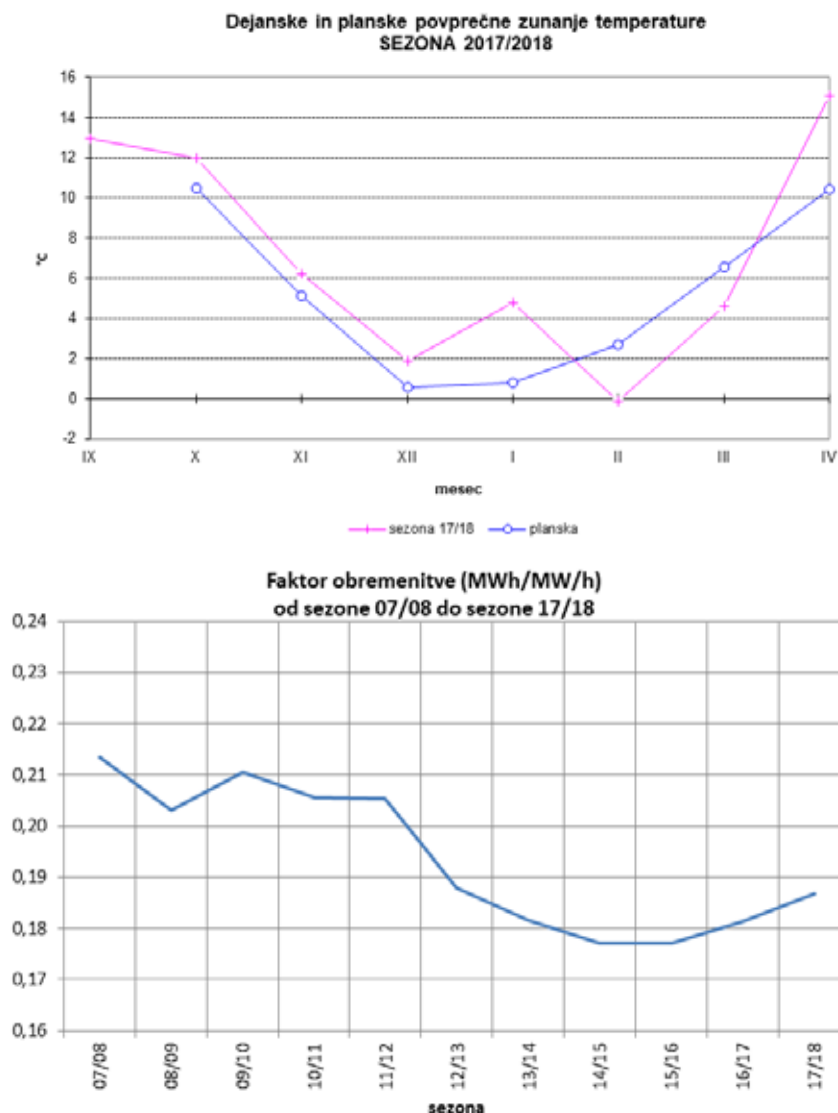 Dejanske in planske povprečne zunanje temperature
SEZONA 2017/2018
16
14
12
10
8
6
4
2
0
-2
°C
IX X XI XII I II III IV
mesec
sezona 17/18 planska
Faktor obremenitve (MWh/MW/h)
od sezone 07/08 do sezone 17/18
0,24
0,23
0,22
0,21
0,20
0,19
0,18
0,17
0,16
07/08 08/09 09/10 10/11 11/12 12/13 13/14 14/15 15/16 16/17 17/18
sezona